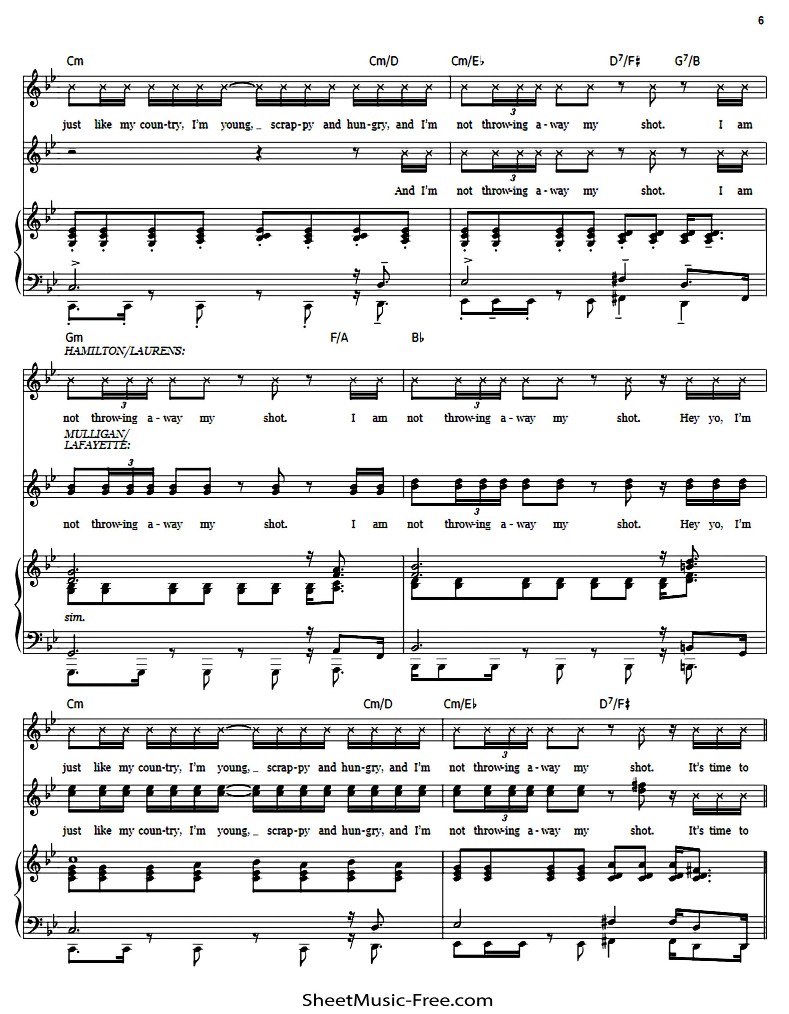 6
Cm Cm/D Cm/E♭ D7/F♯ G7/B
3
just like my coun-try, I'm young,_ scrap-py and hun-gry, and I'm not throw-ing a-way my shot. I am
3
And I'm not throw-ing a-way my shot. I am
Gm F/A B♭
HAMILTON/LAURENS:
3 3
not throw-ing a-way my shot. I am not throw-ing a-way my shot. Hey yo, I'm
MULLIGAN/
LAFAYETTE:
3 3
not throw-ing a-way my shot. I am not throw-ing a-way my shot. Hey yo, I'm
sim.
Cm Cm/D Cm/E♭ D7/F♯
3
just like my coun-try, I'm young,_ scrap-py and hun-gry, and I'm not throw-ing a-way my shot. It's time to
3
just like my coun-try, I'm young,_ scrap-py and hun-gry, and I'm not throw-ing a-way my shot. It's time to
SheetMusic-Free.com